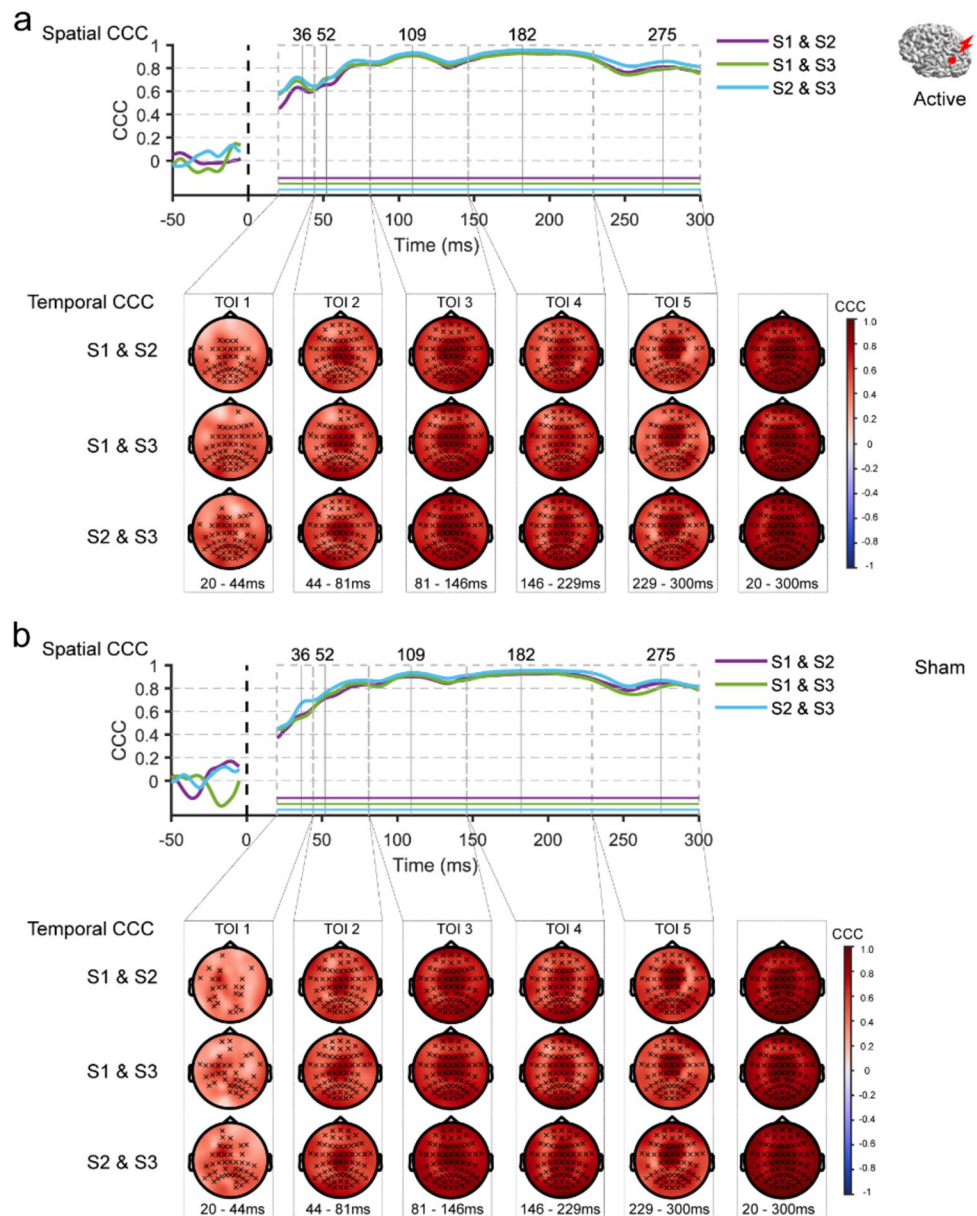 a
Spatial CCC
36 52 109 182 275
S1 & S2
S1 & S3
S2 & S3
Active
CCC
1
0.8
0.6
0.4
0.2
0
-50 0 50 100 150 200 250 300
Time (ms)
Temporal CCC
TOI 1 TOI 2 TOI 3 TOI 4 TOI 5
CCC
S1 & S2
S1 & S3
S2 & S3
1.0
0.8
0.6
0.4
0.2
0
-0.2
-0.4
-0.6
-0.8
-1
20 - 44ms 44 - 81ms 81 - 146ms 146 - 229ms 229 - 300ms 20 - 300ms
b
Spatial CCC
36 52 109 182 275
S1 & S2
S1 & S3
S2 & S3
Sham
CCC
1
0.8
0.6
0.4
0.2
0
-50 0 50 100 150 200 250 300
Time (ms)
Temporal CCC
TOI 1 TOI 2 TOI 3 TOI 4 TOI 5
CCC
S1 & S2
S1 & S3
S2 & S3
1.0
0.8
0.6
0.4
0.2
0
-0.2
-0.4
-0.6
-0.8
-1
20 - 44ms 44 - 81ms 81 - 146ms 146 - 229ms 229 - 300ms 20 - 300ms